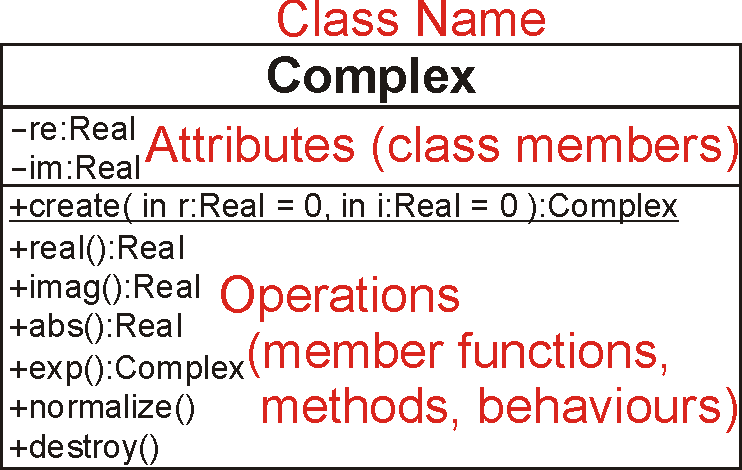 Class Name
Complex
−re:Real
−im:Real
Attributes (class members)
+create( in r:Real = 0, in i:Real = 0 ):Complex
+real():Real
+imag():Real
+abs():Real
+exp():Complex
+normalize()
+destroy()
Operations
(member functions,
methods, behaviours)